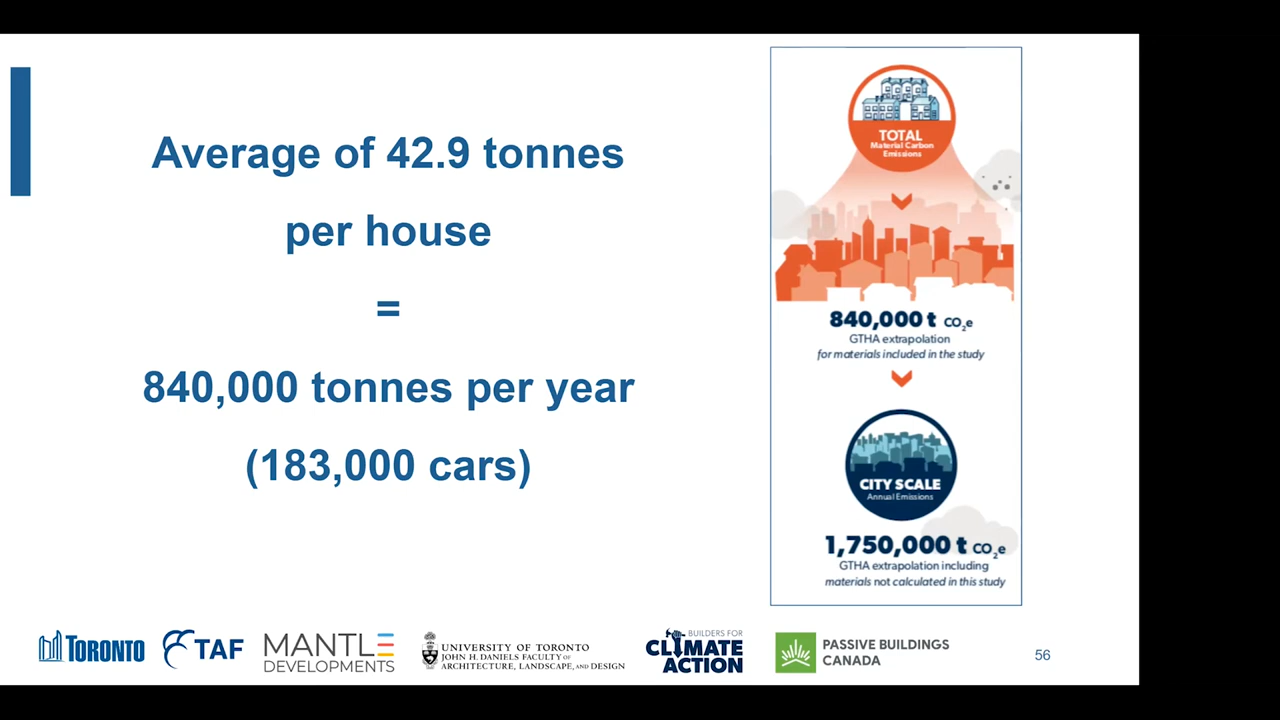 Average of 42.9 tonnes
per house
=
840,000 tonnes per year
(183,000 cars)
TOTAL
Material Carbon
Emissions
840,000 t CO2e
GTHA extrapolation
for materials included in the study
CITY SCALE
Annual Emissions
1,750,000 t CO2e
GTHA extrapolation including
materials not calculated in this study
TORONTO
TAF
MANTLE
DEVELOPMENTS
UNIVERSITY OF TORONTO
JOHN H. DANIELS FACULTY OF
ARCHITECTURE, LANDSCAPE, AND DESIGN
BUILDERS FOR
CLIMATE
ACTION
PASSIVE BUILDINGS
CANADA
56